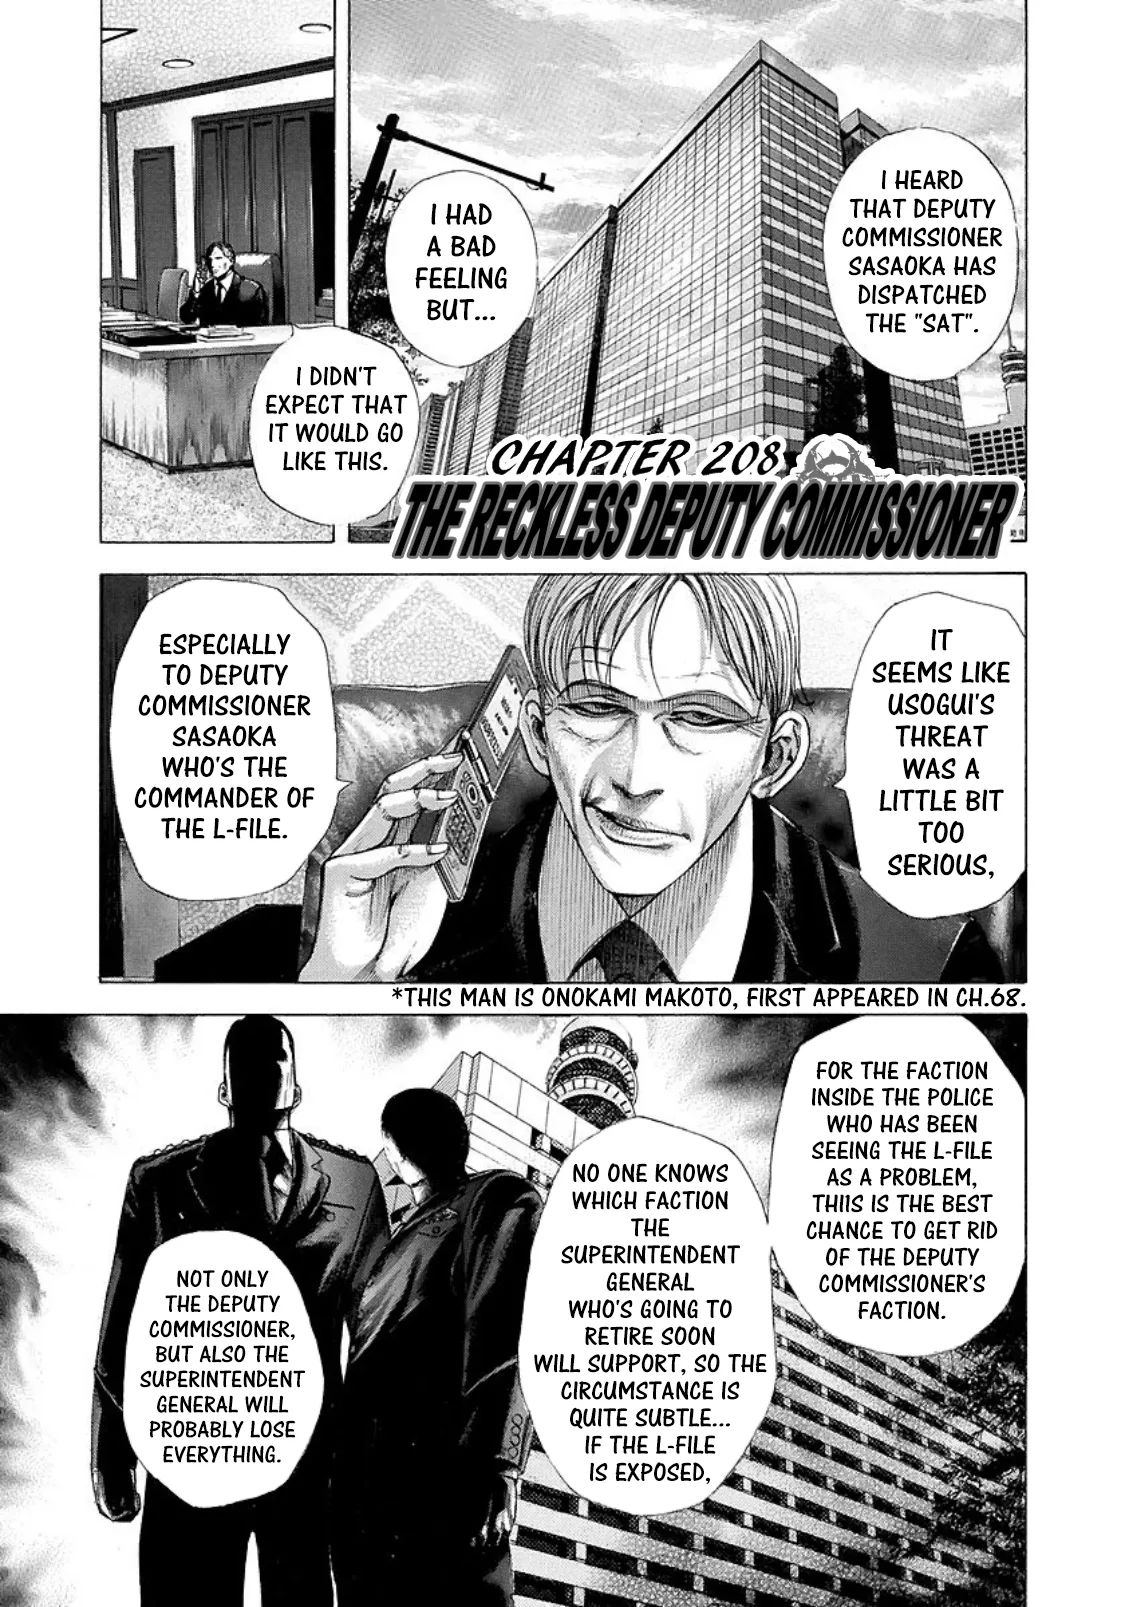 I HEARD
THAT DEPUTY
COMMISSIONER
SASAOKA HAS
DISPATCHED
THE "SAT".
I HAD
A BAD
FEELING
BUT...
I DIDN'T
EXPECT THAT
IT WOULD GO
LIKE THIS.
CHAPTER 208
THE RECKLESS DEPUTY COMMISSIONER
IT
SEEMS LIKE
USOGUI'S
THREAT
WAS A
LITTLE BIT
TOO
SERIOUS,
ESPECIALLY
TO DEPUTY
COMMISSIONER
SASAOKA
WHO'S THE
COMMANDER OF
THE L-FILE.
*THIS MAN IS ONOKAMI MAKOTO, FIRST APPEARED IN CH.68.
FOR THE FACTION
INSIDE THE POLICE
WHO HAS BEEN
SEEING THE L-FILE
AS A PROBLEM,
THIIS IS THE BEST
CHANCE TO GET RID
OF THE DEPUTY
COMMISSIONER'S
FACTION.
NO ONE KNOWS
WHICH FACTION
THE
SUPERINTENDENT
GENERAL
WHO'S GOING TO
RETIRE SOON
WILL SUPPORT, SO THE
CIRCUMSTANCE IS
QUITE SUBTLE...
IF THE L-FILE
IS EXPOSED,
NOT ONLY
THE DEPUTY
COMMISSIONER,
BUT ALSO THE
SUPERINTENDENT
GENERAL WILL
PROBABLY LOSE
EVERYTHING.